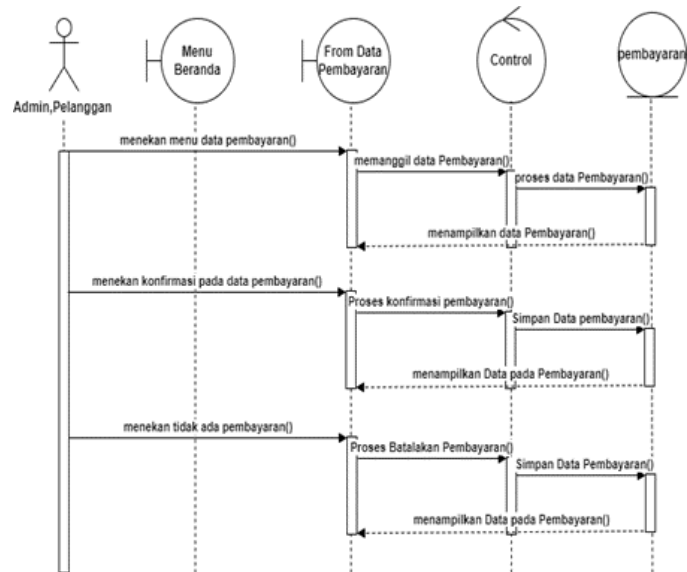 Menu
Beranda
From Data
Pembayaran
Control
pembayaran
Admin,Pelanggan
menekan menu data pembayaran()
memanggil data Pembayaran()
proses data Pembayaran()
menampilkan data Pembayaran()
menekan konfirmasi pada data pembayaran()
Proses konfirmasi pembayaran()
Simpan Data pembayaran()
menampilkan Data pada Pembayaran()
menekan tidak ada pembayaran()
Proses Batalakan Pembayaran()
Simpan Data Pembayaran()
menampilkan Data pada Pembayaran()